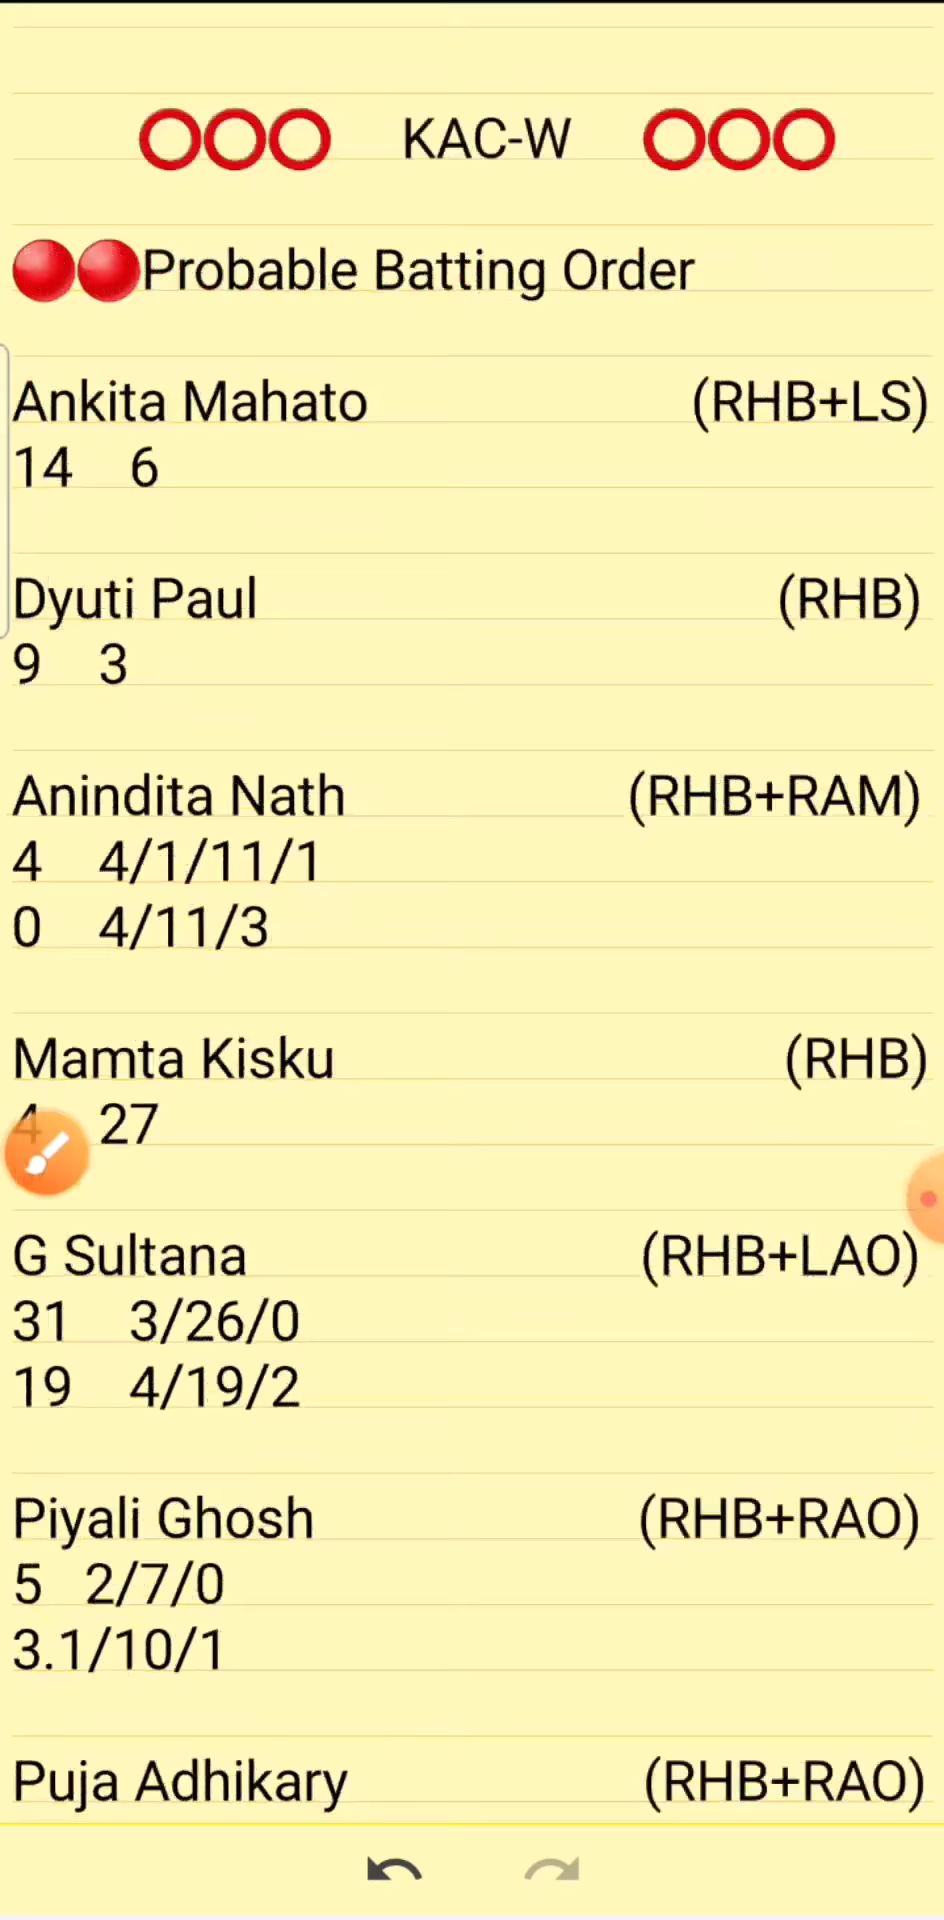 ⭕⭕⭕ KAC-W ⭕⭕⭕
🔴🔴Probable Batting Order
Ankita Mahato (RHB+LS)
14 6
Dyuti Paul (RHB)
9 3
Anindita Nath (RHB+RAM)
4 4/1/11/1
0 4/11/3
Mamta Kisku (RHB)
4 27
G Sultana (RHB+LAO)
31 3/26/0
19 4/19/2
Piyali Ghosh (RHB+RAO)
5 2/7/0
3.1/10/1
Puja Adhikary (RHB+RAO)